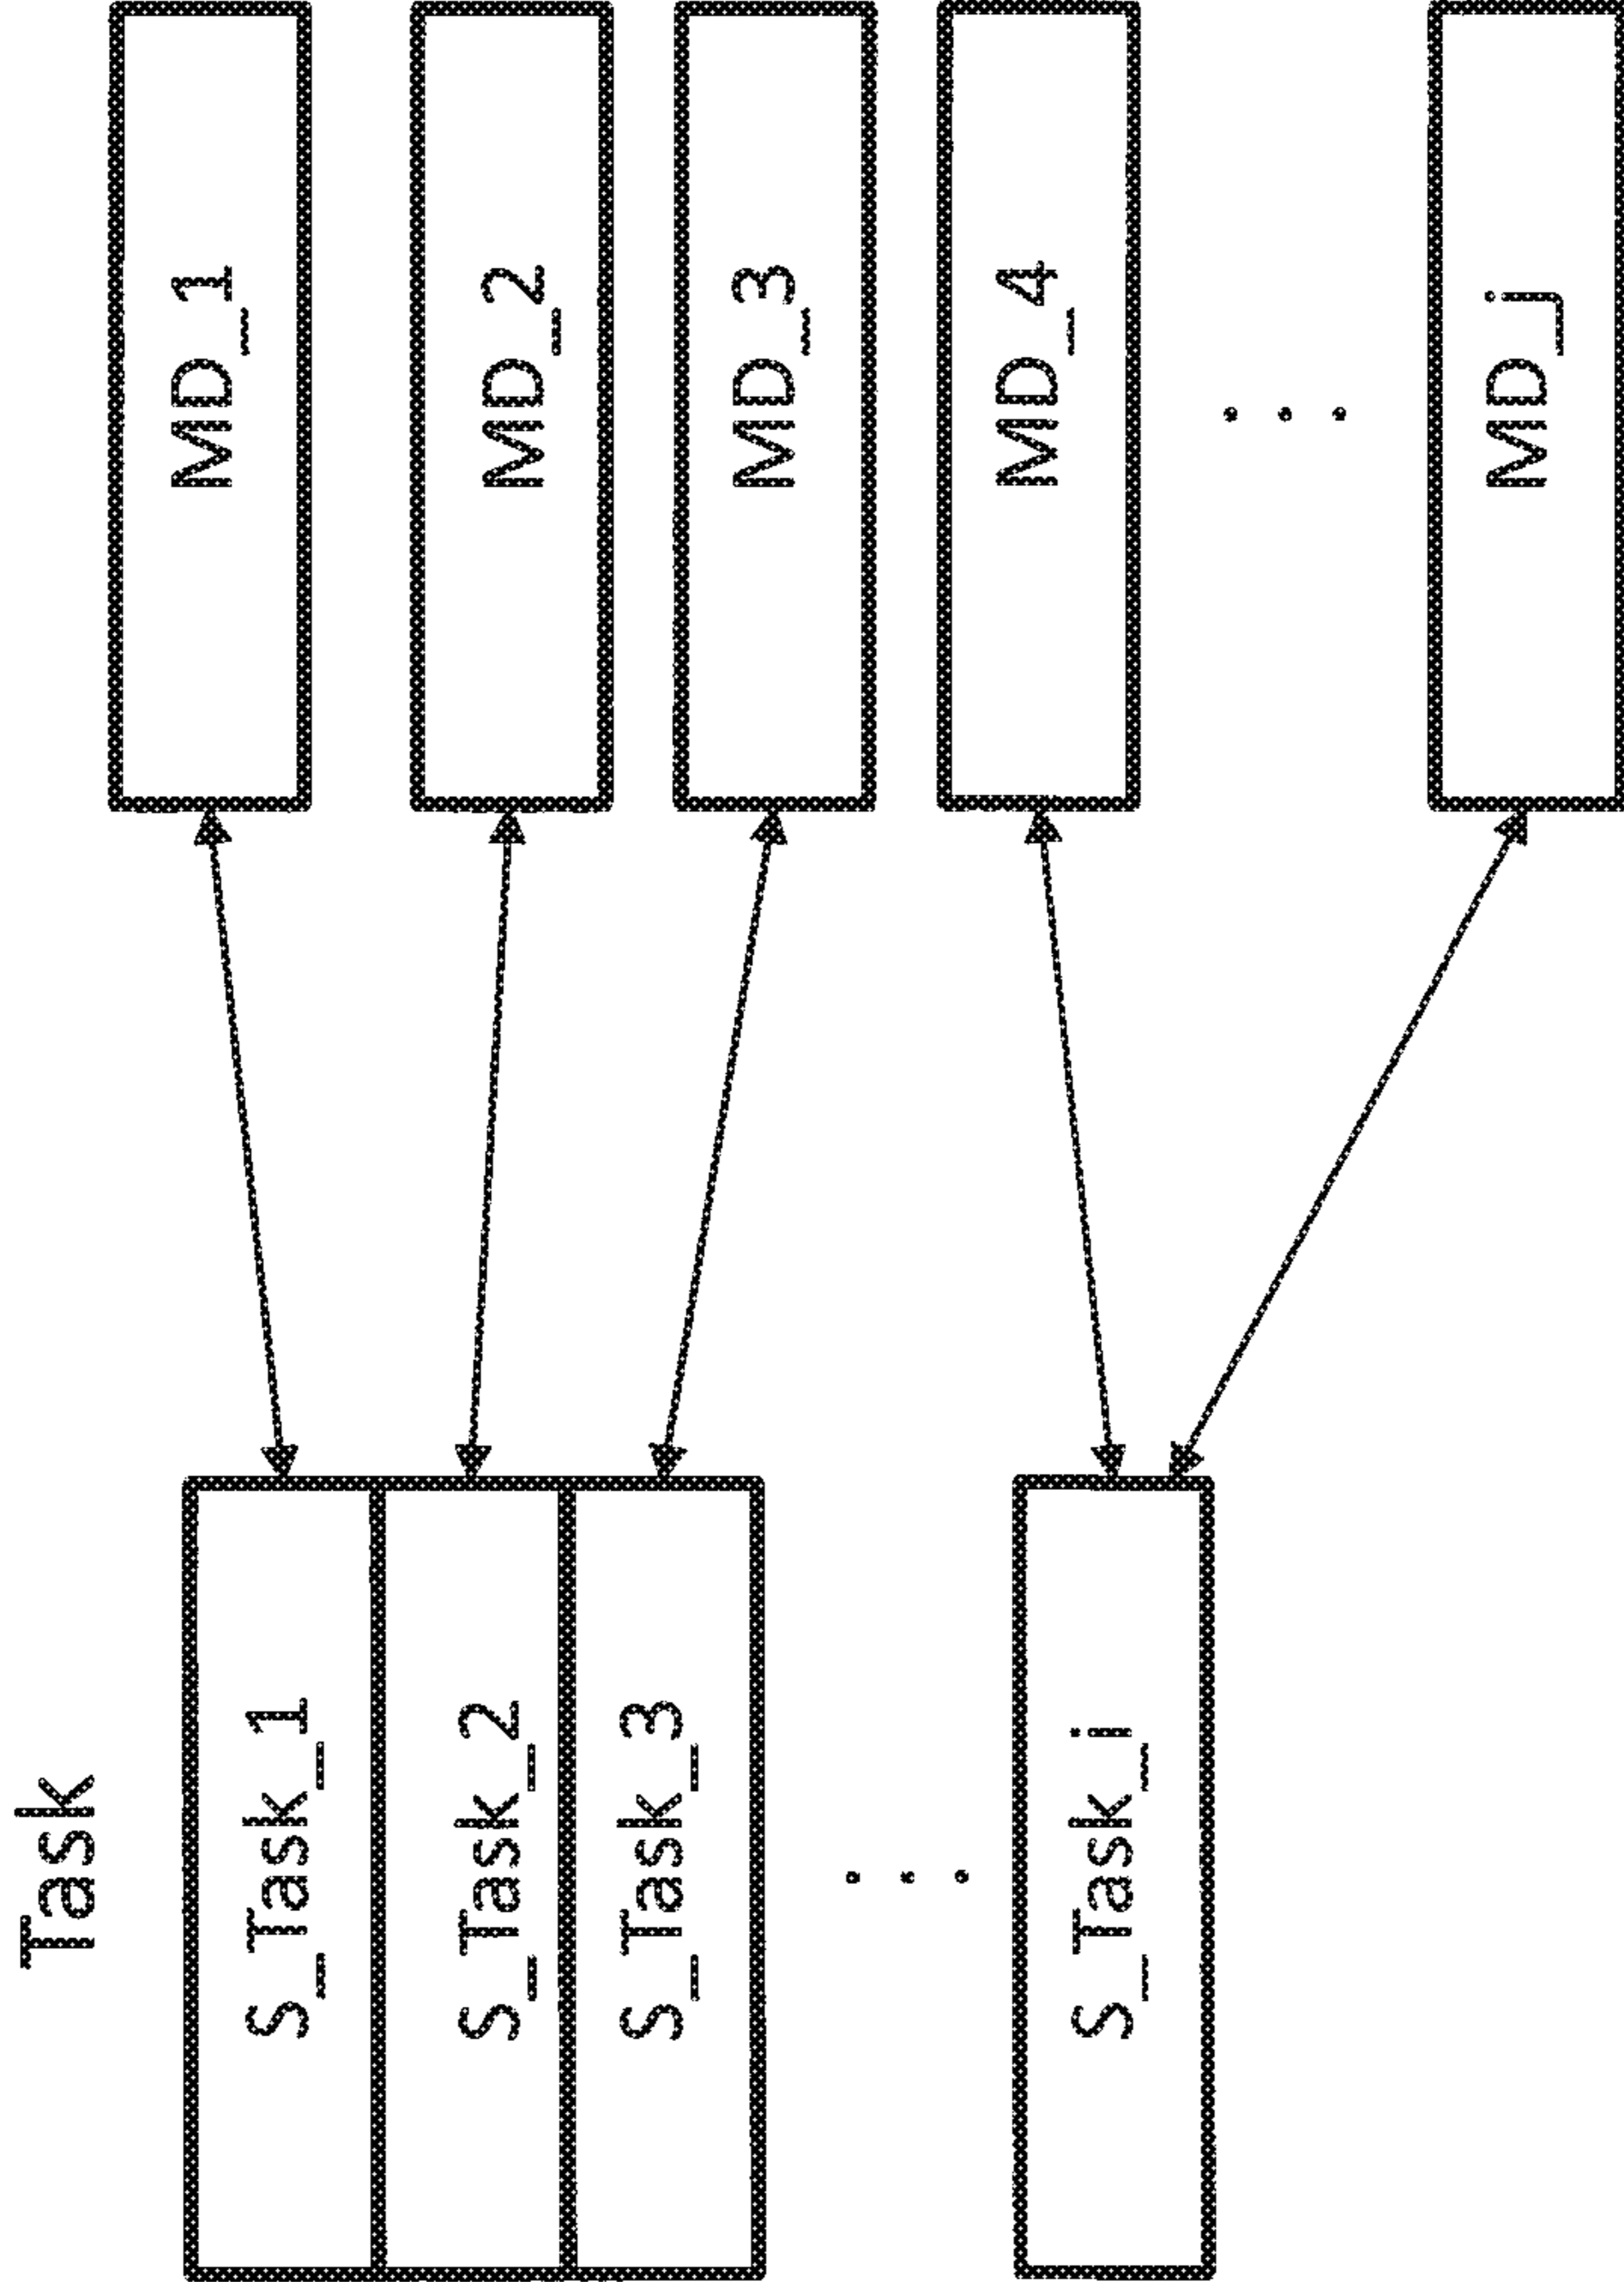 Task
S_Task_1
S_Task_2
S_Task_3
. . .
S_Task_i
MD_1
MD_2
MD_3
MD_4
. . .
MD_j